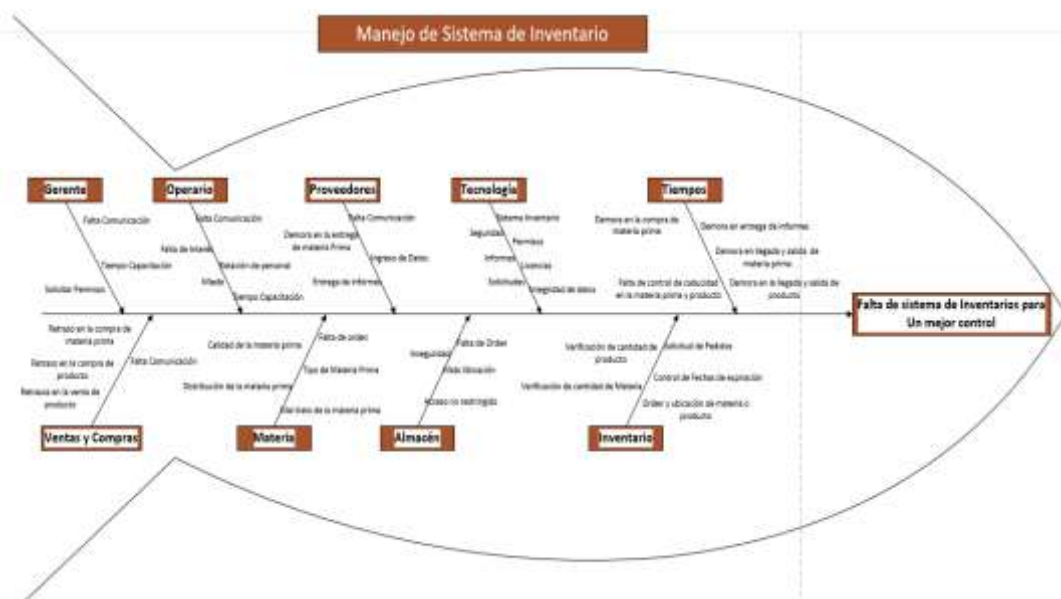 Manejo de Sistema de Inventario
Gerente
Operario
Proveedores
Tecnología
Tiempos
Falta Comunicación
Tiempo Capacitación
Solicitar Permisos
Falta Comunicación
Falta de Interés
Rotación de personal
Miedo
Tiempo Capacitación
Falta Comunicación
Demora en la entrega
de materia Prima
Ingreso de Datos
Entrega de informes
Sistema Inventario
Seguridad
Permisos
Informes
Licencias
Solicitudes
Integridad de datos
Demora en la compra de
materia prima
Demora en entrega de informes
Demora en llegada y salida de
materia prima
Falta de control de caducidad
en la materia prima y producto
Demora en la llegada y salida de
producto
Falta de sistema de Inventarios para
Un mejor control
Retraso en la compra de
materia prima
Retraso en la compra de
producto
Falta Comunicación
Retrasos en la venta de
producto
Calidad de la materia prima
Falta de orden
Tipo de Materia Prima
Distribución de la materia prima
de la materia prima
Inseguridad
Falta de Orden
Mala Ubicación
Acceso no restringido
Verificación de cantidad de
producto
Solicitud de Pedidos
Verificación de cantidad de Materia
Control de Fechas de expiración
Orden y ubicación de materia o
producto
Ventas y Compras
Materia
Almacén
Inventario